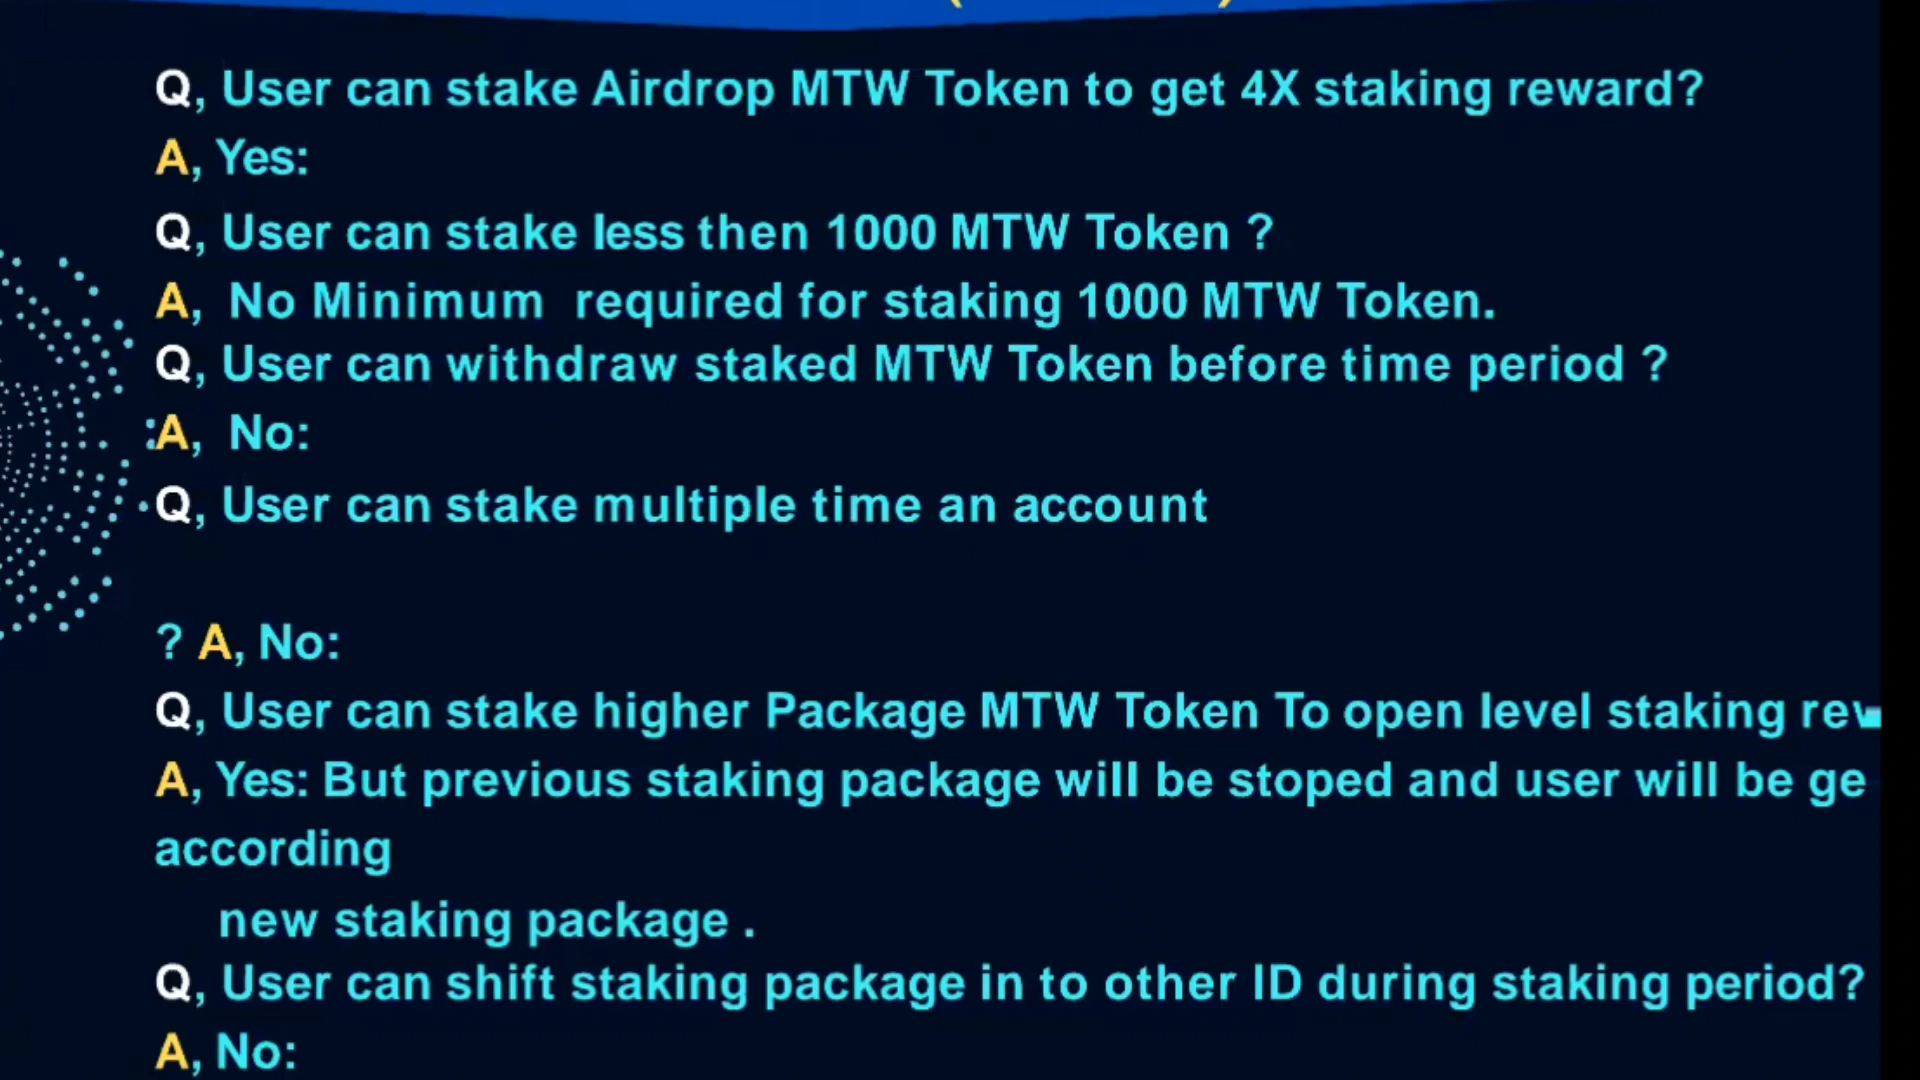 Q, User can stake Airdrop MTW Token to get 4X staking reward?
A, Yes:
Q, User can stake less then 1000 MTW Token ?
A, No Minimum required for staking 1000 MTW Token.
Q, User can withdraw staked MTW Token before time period ?
:A, No:
Q, User can stake multiple time an account
? A, No:
Q, User can stake higher Package MTW Token To open level staking
A, Yes: But previous staking package will be stoped and user will be ge
according
new staking package .
Q, User can shift staking package in to other ID during staking period?
A, No: